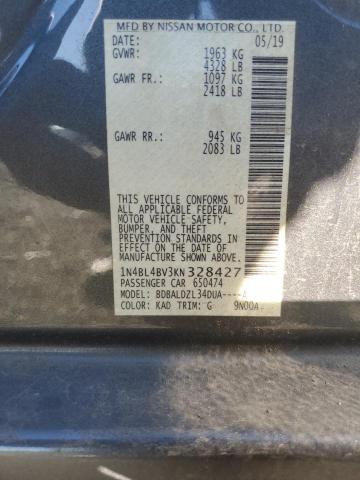 MFD BY NISSAN MOTOR CO., LTD.
DATE: 05/19
GVWR: 1963 KG
4328 LB
GAWR FR.: 1097 KG
2418 LB
GAWR RR.: 945 KG
2083 LB
THIS VEHICLE CONFORMS TO
ALL APPLICABLE FEDERAL
MOTOR VEHICLE SAFETY,
BUMPER, AND THEFT
PREVENTION STANDARDS
IN EFFECT ON THE DATE OF
MANUFACTURE SHOWN
ABOVE.
1N4BL4BV3KN328427
PASSENGER CAR 650474
MODEL: BDBALDZL34DUA----A
COLOR: KAD TRIM: G 9N00A